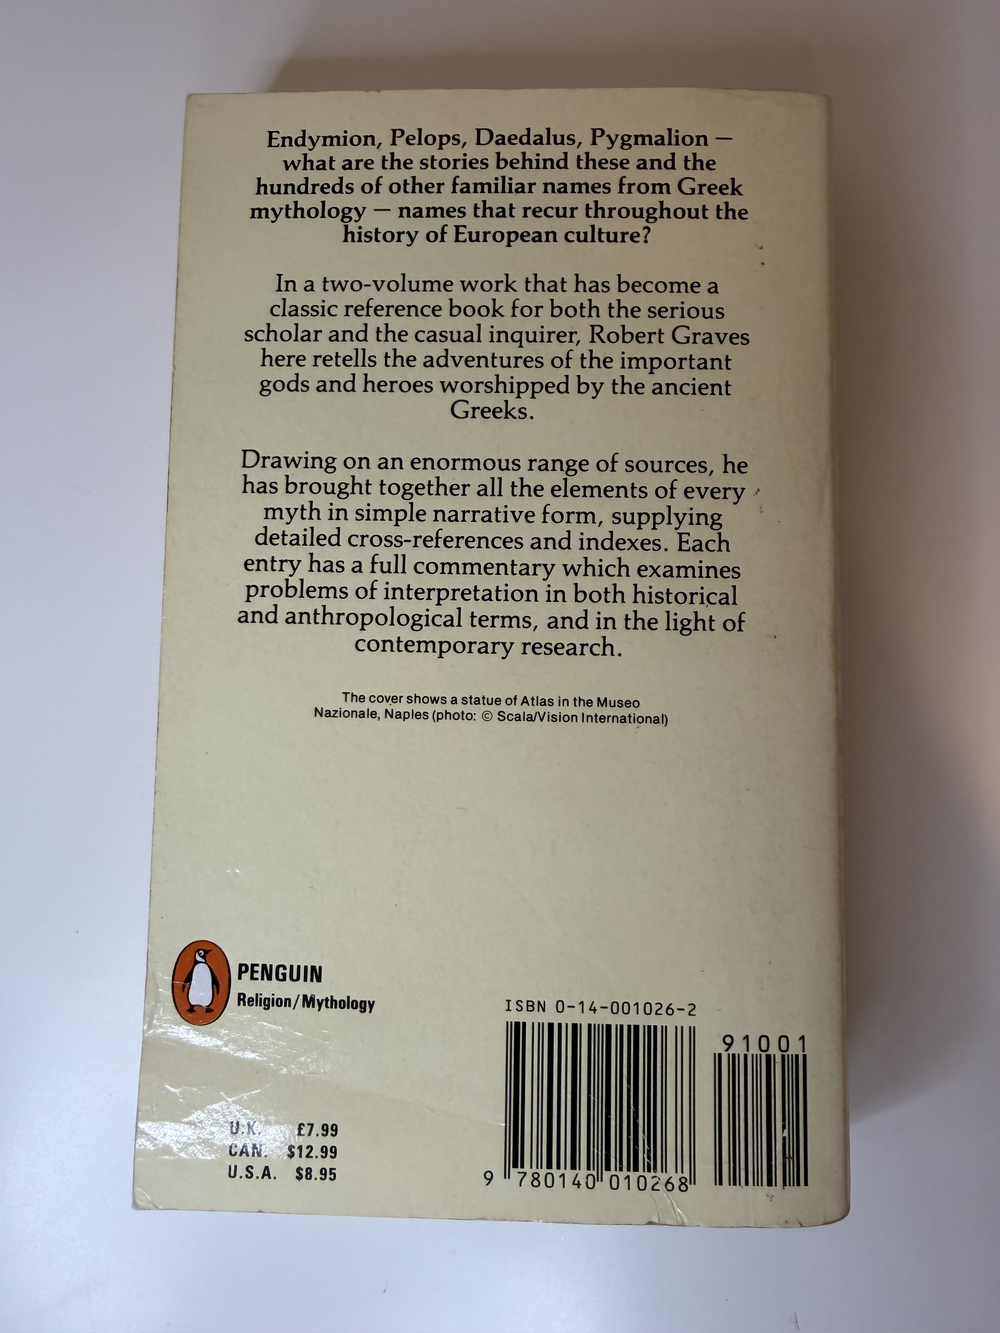 Endymion, Pelops, Daedalus, Pygmalion —
what are the stories behind these and the
hundreds of other familiar names from Greek
mythology — names that recur throughout the
history of European culture?
In a two-volume work that has become a
classic reference book for both the serious
scholar and the casual inquirer, Robert Graves
here retells the adventures of the important
gods and heroes worshipped by the ancient
Greeks.
Drawing on an enormous range of sources, he
has brought together all the elements of every
myth in simple narrative form, supplying
detailed cross-references and indexes. Each
entry has a full commentary which examines
problems of interpretation in both historical
and anthropological terms, and in the light of
contemporary research.
The cover shows a statue of Atlas in the Museo
Nazionale, Naples (photo: © Scala/Vision International)
PENGUIN
Religion/Mythology
U.K. £7.99
CAN. $12.99
U.S.A. $8.95
ISBN 0-14-001026-2
91001
9 780140 010268